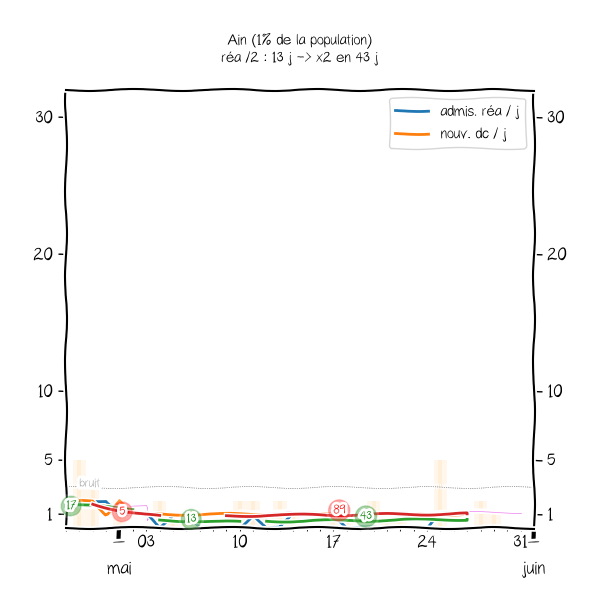 Ain (1% de la population)
réa /2 : 13 j -> x2 en 43 j
admis. réa / j
nouv. dc / j
30
30
20
20
10
10
5
5
bruit
17
5
13
89
43
1
1
1 03 10 17 24 31 1
mai juin